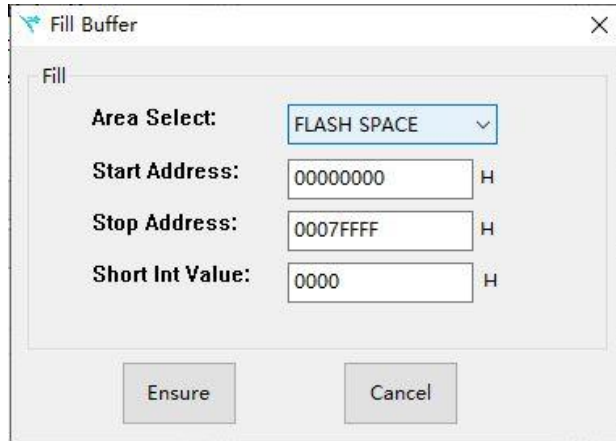 Fill Buffer
Fill
Area Select: FLASH SPACE
Start Address: 00000000 H
Stop Address: 0007FFFF H
Short Int Value: 0000 H
Ensure Cancel